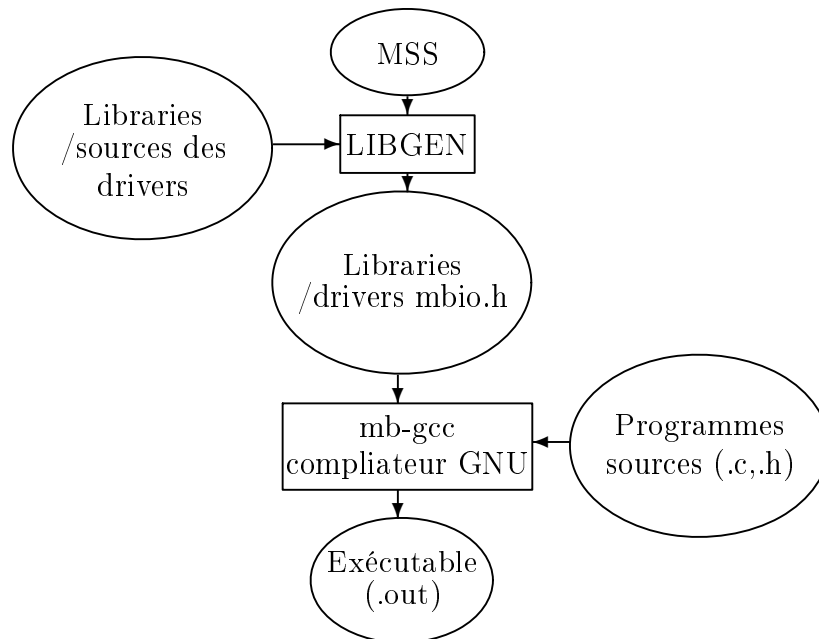 MSS
Libraries
/sources des
drivers
LIBGEN
Libraries
/drivers mbio.h
mb-gcc
compliateur GNU
Programmes
sources (.c,.h)
Exécutable
(.out)